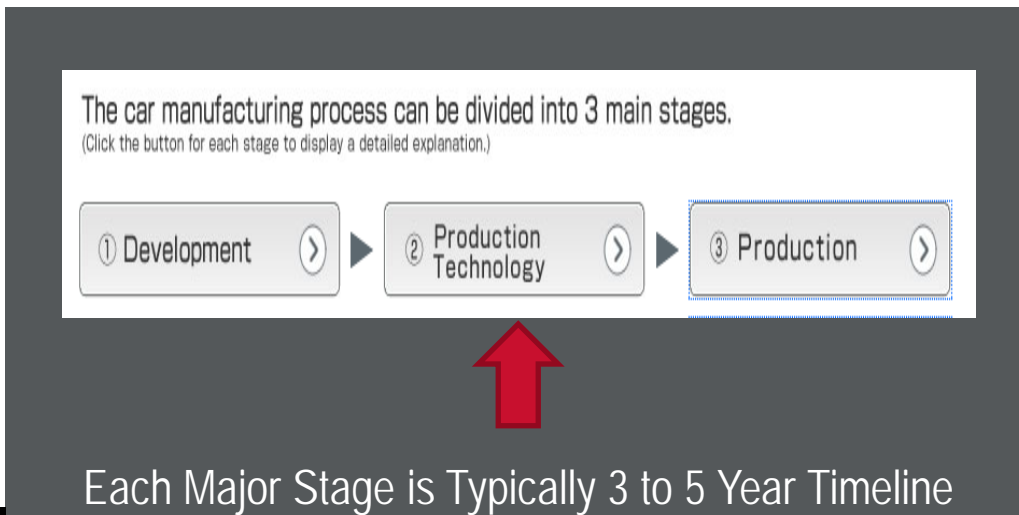 The car manufacturing process can be divided into 3 main stages.
(Click the button for each stage to display a detailed explanation.)
① Development
② Production
Technology
③ Production
Each Major Stage is Typically 3 to 5 Year Timeline